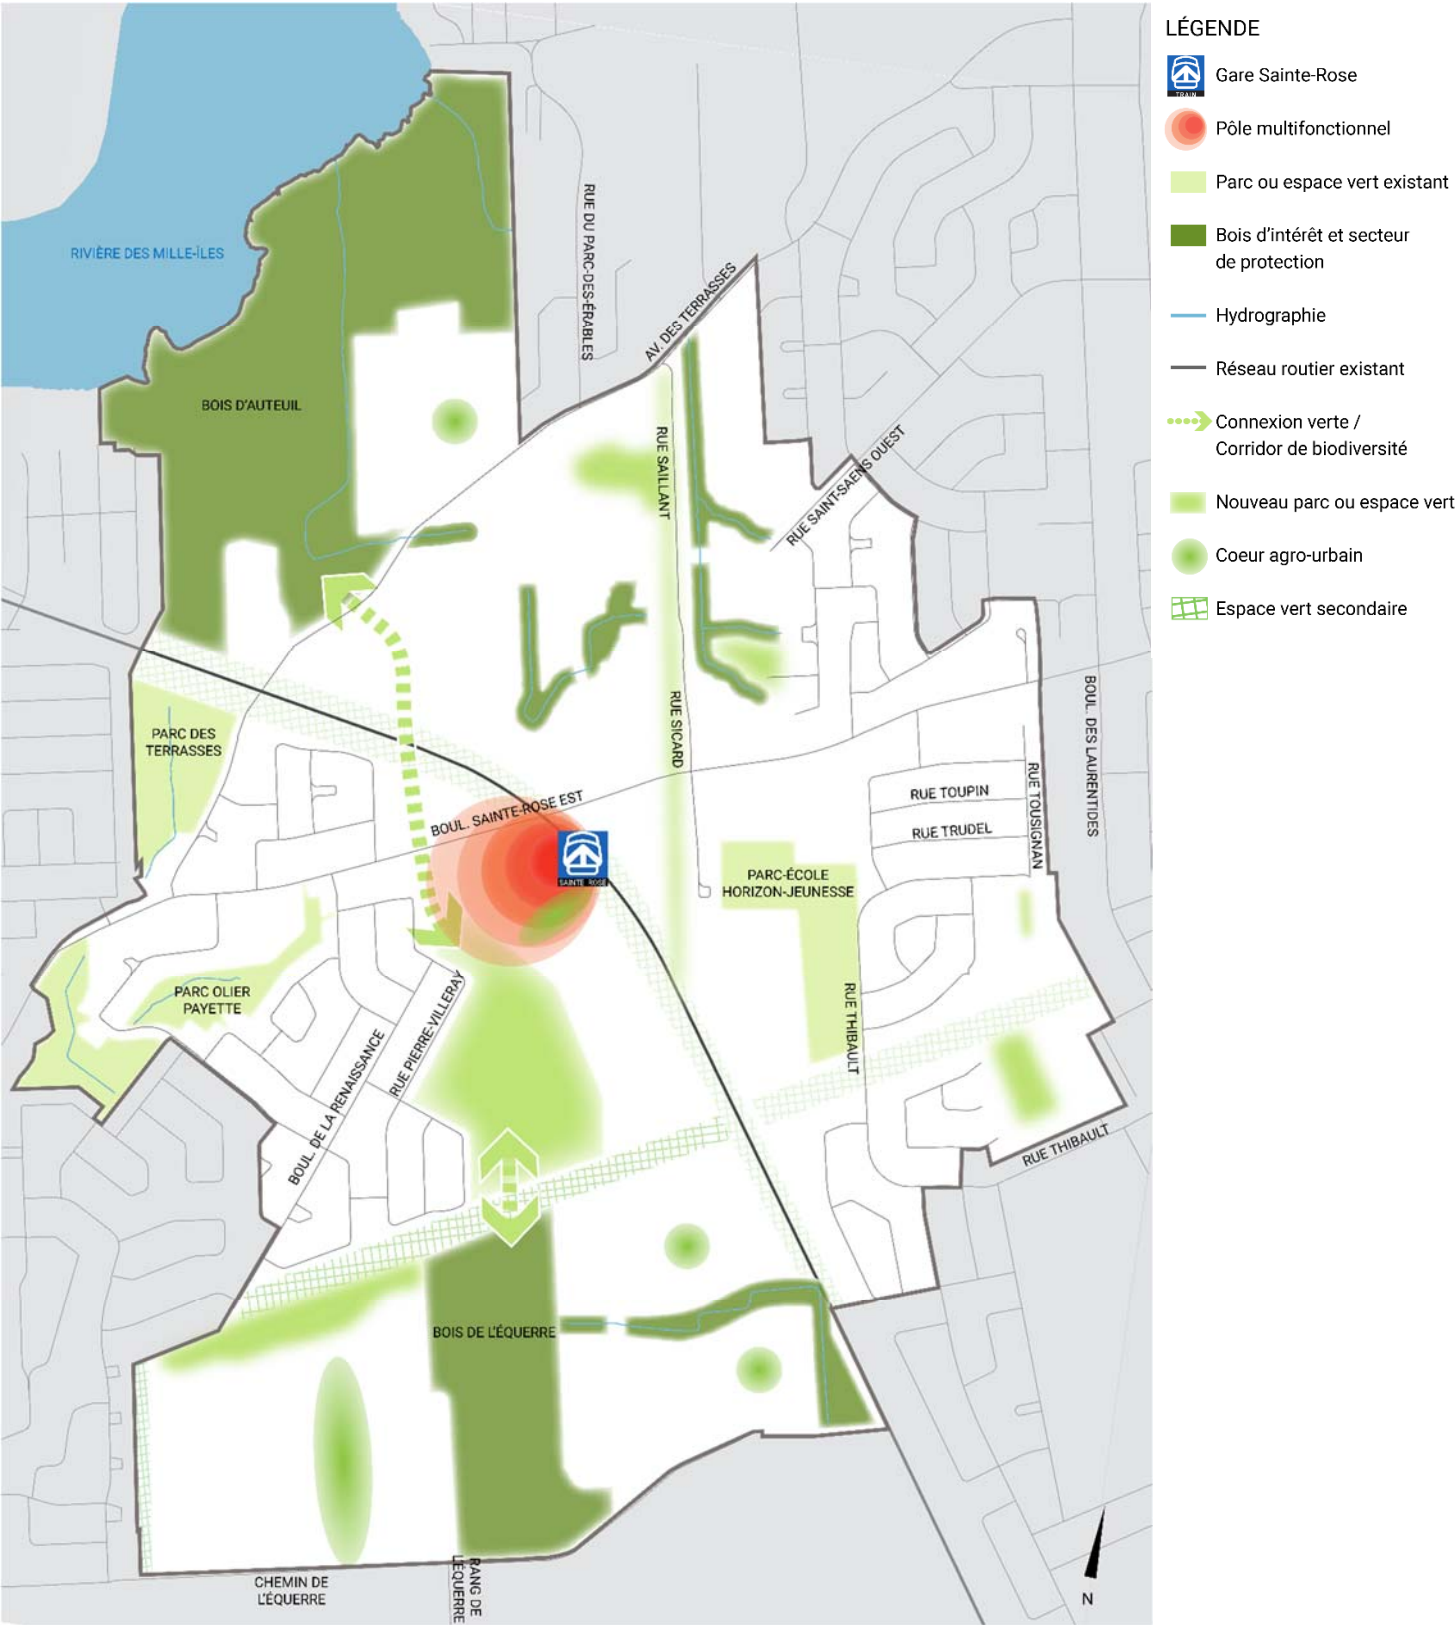 LÉGENDE
TRAIN
Gare Sainte-Rose
Pôle multifonctionnel
Parc ou espace vert existant
Bois d'intérêt et secteur
de protection
Hydrographie
Réseau routier existant
Connexion verte /
Corridor de biodiversité
Nouveau parc ou espace vert
Coeur agro-urbain
Espace vert secondaire
RIVIÈRE DES MILLE-ÎLES
RUE DU PARC-DES-ÉRABLES
AV. DES TERRASSES
BOIS D'AUTEUIL
RUE SAILLANT
RUE SAINT-SAENS OUEST
RUE SICARD
PARC DES
TERRASSES
BOUL. SAINTE-ROSE EST
SAINTE-ROSE
BOUL. DES LAURENTIDES
RUE TOUPIN
RUE TRUDEL
RUE TOUSIGNAN
PARC-ÉCOLE
HORIZON-JEUNESSE
PARC OLIER
PAYETTE
RUE PIERRE-VILLERAY
BOUL. DE LA RENAISSANCE
RUE THIBAULT
RUE THIBAULT
BOIS DE L'ÉQUERRE
CHEMIN DE
L'ÉQUERRE
RANG DE
L'ÉQUERRE
N